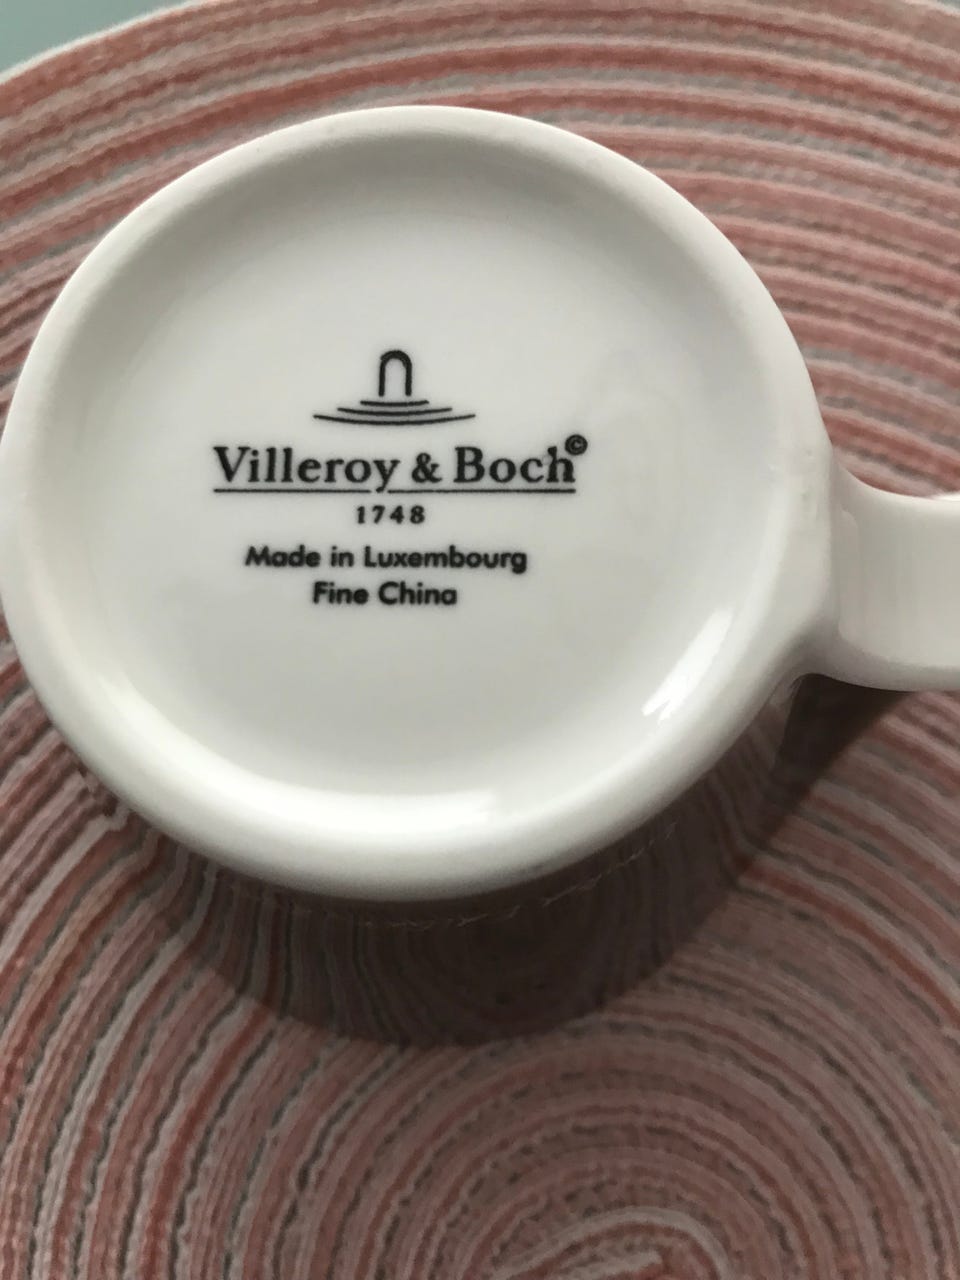 Villeroy & Boch©
1748
Made in Luxembourg
Fine China